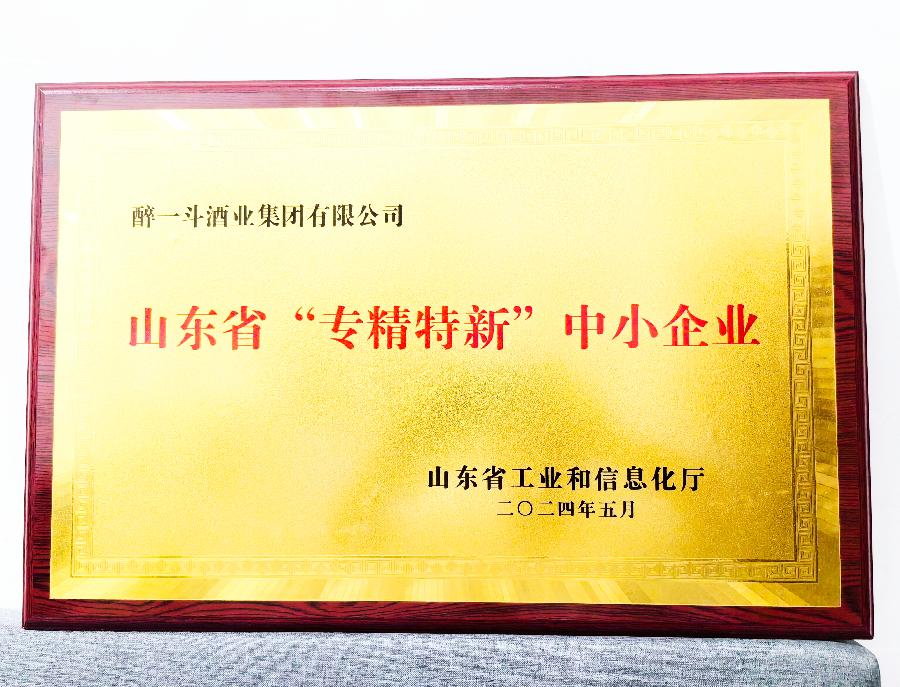 醉一斗酒业集团有限公司
山东省“专精特新”中小企业
山东省工业和信息化厅
二〇二四年五月